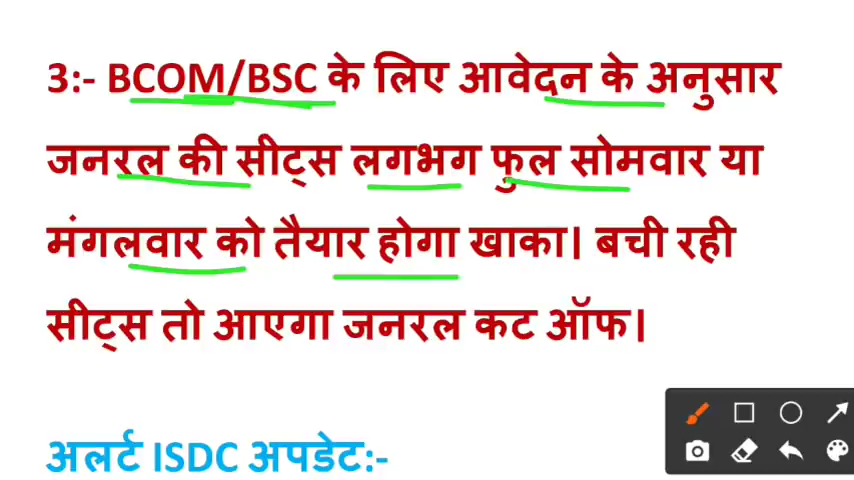 3:- BCOM/BSC के लिए आवेदन के अनुसार
जनरल की सीट्स लगभग फुल सोमवार या
मंगलवार को तैयार होगा खाका। बची रही
सीट्स तो आएगा जनरल कट ऑफ।
अलर्ट ISDC अपडेट:-